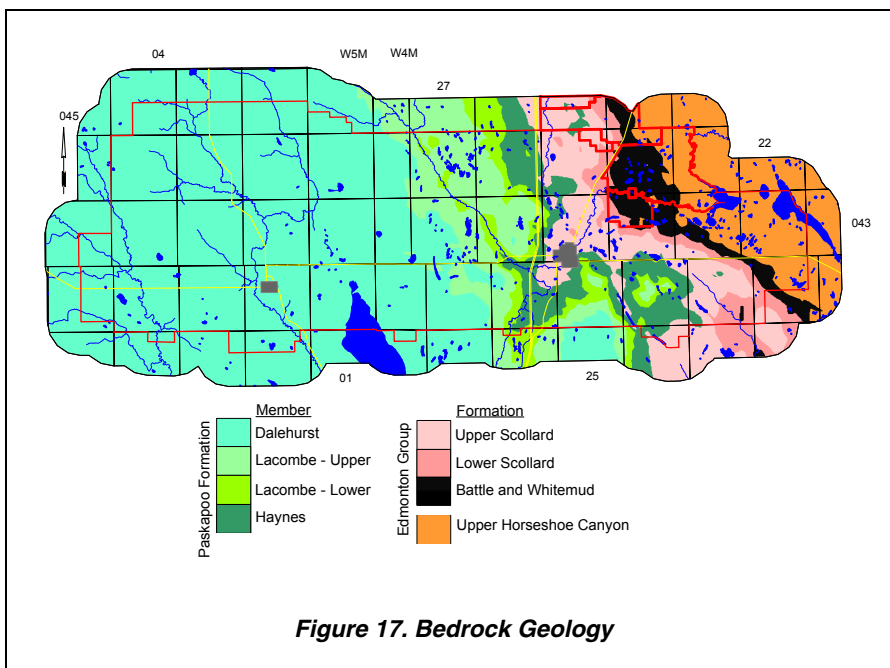 04
W5M
W4M
27
045
22
043
01
25
Member
Formation
Paskapoo Formation
Dalehurst
Lacombe - Upper
Lacombe - Lower
Haynes
Edmonton Group
Upper Scollard
Lower Scollard
Battle and Whitemud
Upper Horseshoe Canyon
Figure 17. Bedrock Geology